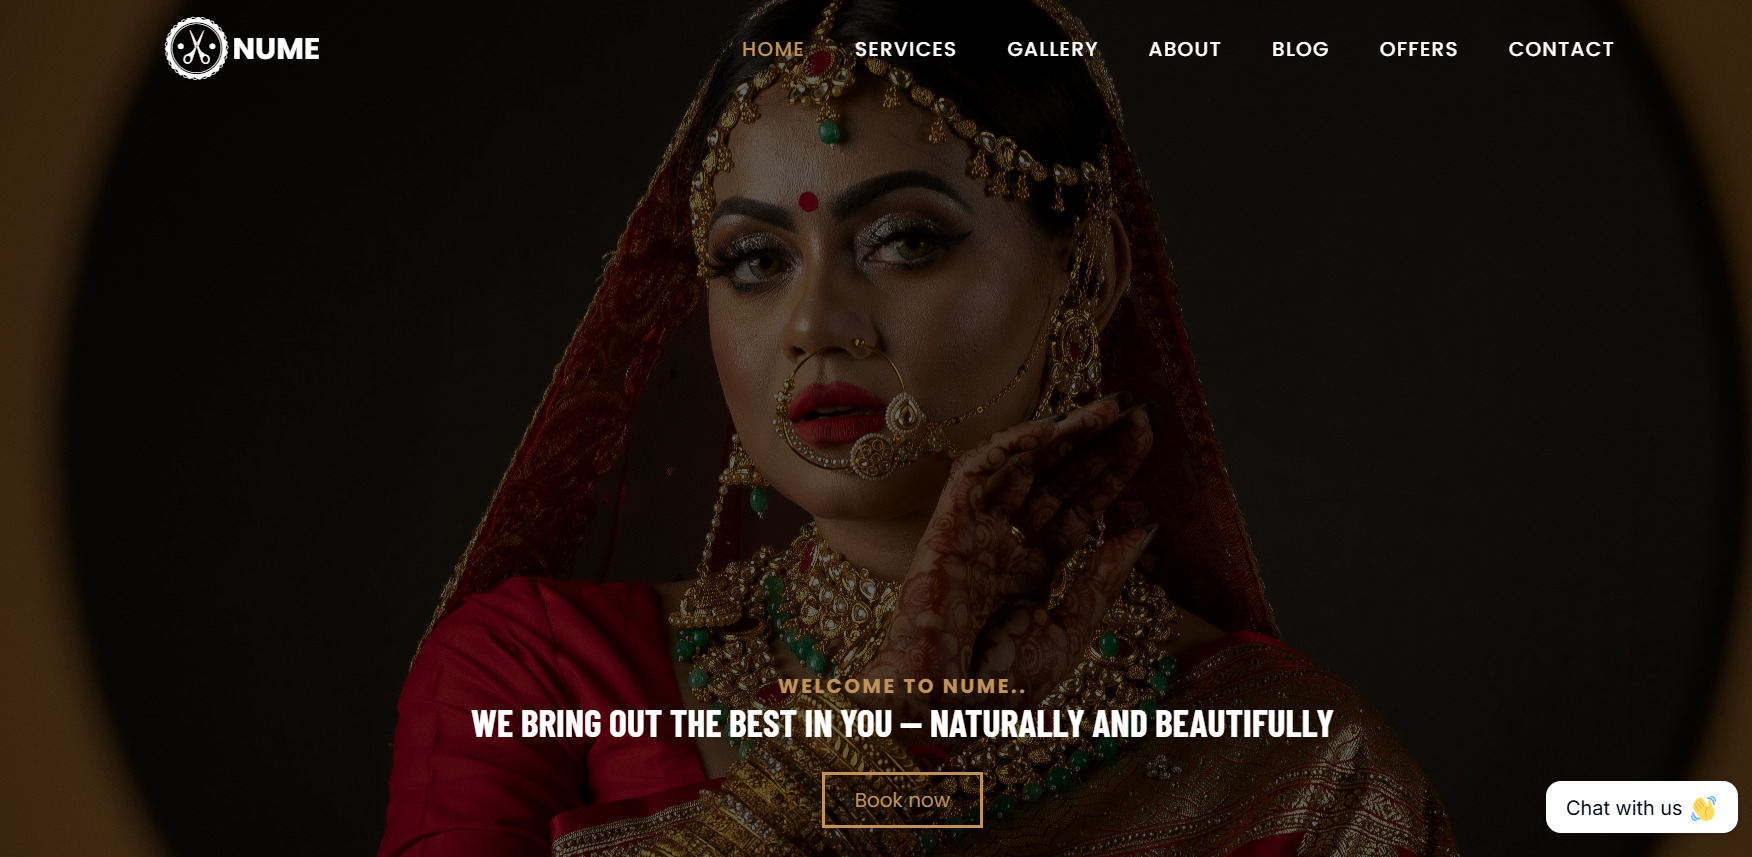 NUME
HOME SERVICES GALLERY ABOUT BLOG OFFERS CONTACT
WELCOME TO NUME..
WE BRING OUT THE BEST IN YOU – NATURALLY AND BEAUTIFULLY
Book now
Chat with us 👋